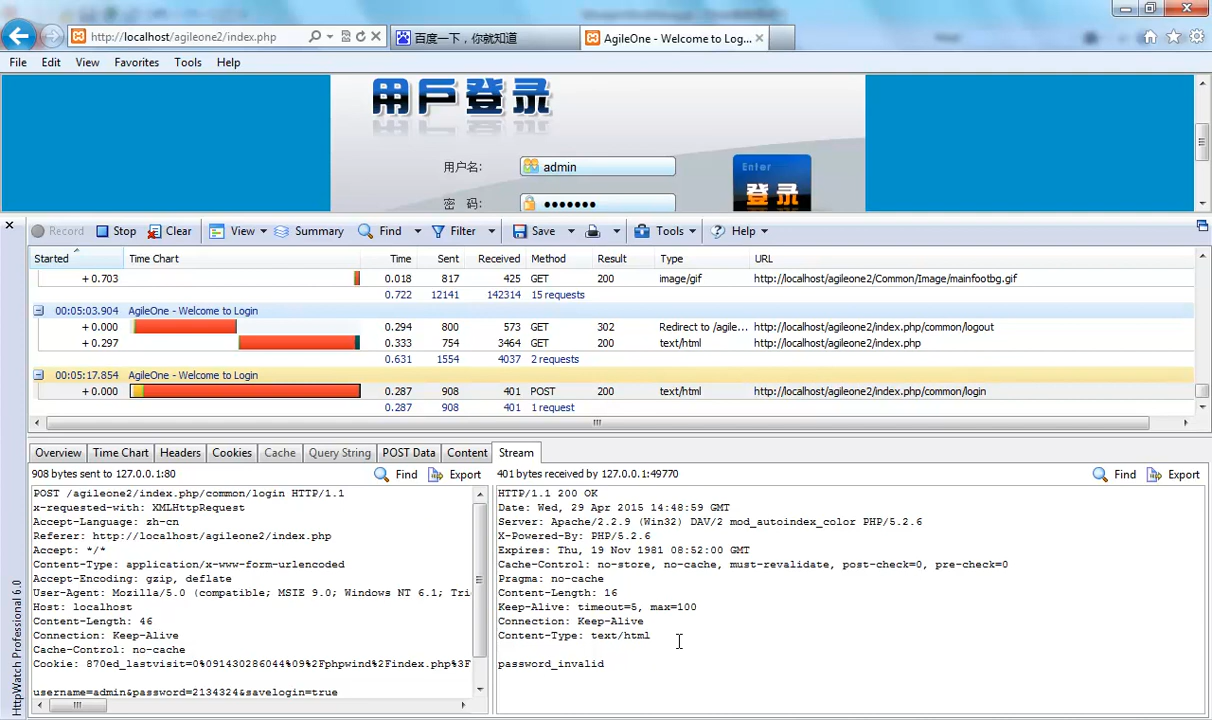 http://localhost/agileone2/index.php
百度一下，你就知道
AgileOne - Welcome to Log...
File Edit View Favorites Tools Help
用戶登录
用户名: admin
Enter
登录
密 码: •••••••
Record Stop Clear View Summary Find Filter Save Tools Help
Started Time Chart Time Sent Received Method Result Type URL
+ 0.703 0.018 817 425 GET 200 image/gif http://localhost/agileone2/Common/Image/mainfootbg.gif
0.722 12141 142314 15 requests
00:05:03.904 AgileOne - Welcome to Login
+ 0.000 0.294 800 573 GET 302 Redirect to /agile... http://localhost/agileone2/index.php/common/logout
+ 0.297 0.333 754 3464 GET 200 text/html http://localhost/agileone2/index.php
0.631 1554 4037 2 requests
00:05:17.854 AgileOne - Welcome to Login
+ 0.000 0.287 908 401 POST 200 text/html http://localhost/agileone2/index.php/common/login
0.287 908 401 1 request
Overview Time Chart Headers Cookies Cache Query String POST Data Content Stream
908 bytes sent to 127.0.0.1:80 Find Export
POST /agileone2/index.php/common/login HTTP/1.1
x-requested-with: XMLHttpRequest
Accept-Language: zh-cn
Referer: http://localhost/agileone2/index.php
Accept: */*
Content-Type: application/x-www-form-urlencoded
Accept-Encoding: gzip, deflate
User-Agent: Mozilla/5.0 (compatible; MSIE 9.0; Windows NT 6.1; Tri
Host: localhost
Content-Length: 46
Connection: Keep-Alive
Cache-Control: no-cache
Cookie: 870ed_lastvisit=0%091430286044%09%2Fphpwind%2Findex.php%3F
username=admin&password=2134324&savelogin=true
401 bytes received by 127.0.0.1:49770 Find Export
HTTP/1.1 200 OK
Date: Wed, 29 Apr 2015 14:48:59 GMT
Server: Apache/2.2.9 (Win32) DAV/2 mod_autoindex_color PHP/5.2.6
X-Powered-By: PHP/5.2.6
Expires: Thu, 19 Nov 1981 08:52:00 GMT
Cache-Control: no-store, no-cache, must-revalidate, post-check=0, pre-check=0
Pragma: no-cache
Content-Length: 16
Keep-Alive: timeout=5, max=100
Connection: Keep-Alive
Content-Type: text/html
password_invalid
HttpWatch Professional 6.0